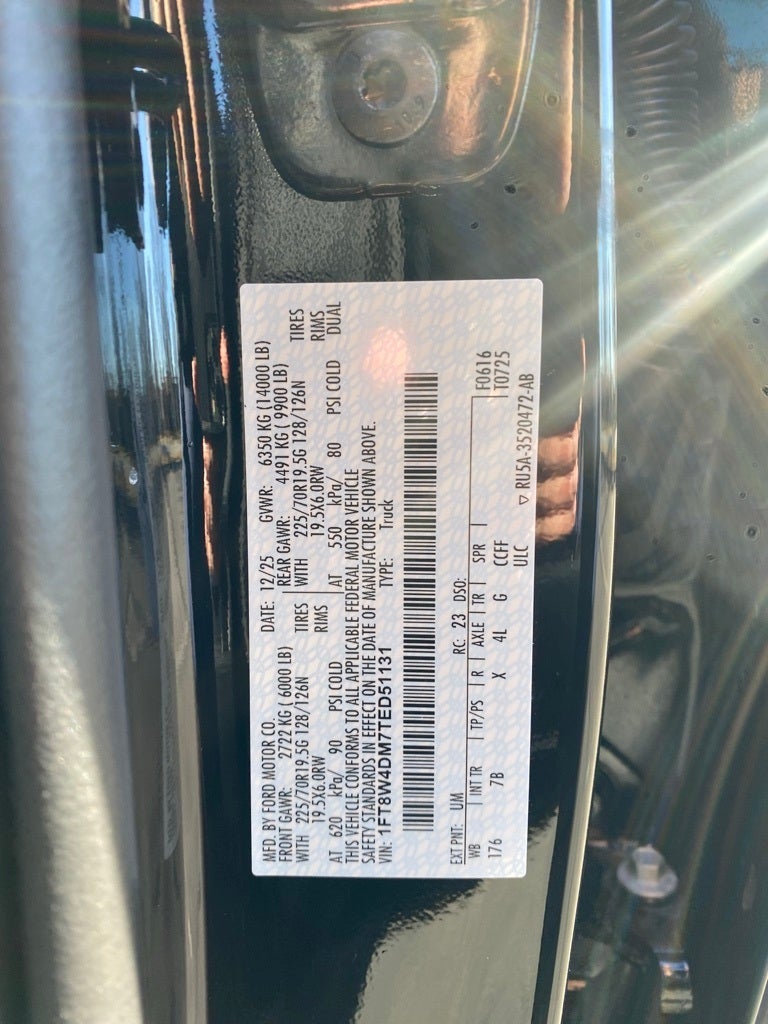 MFD. BY FORD MOTOR CO.
DATE: 12/25 GVWR: 6350 KG (14000 LB)
FRONT GAWR: 2722 KG ( 6000 LB)
REAR GAWR: 4491 KG ( 9900 LB)
WITH 225/70R19.5G 128/126N TIRES
WITH 225/70R19.5G 128/126N TIRES
19.5X6.0RW RIMS
19.5X6.0RW RIMS
AT 620 kPa/ 90 PSI COLD
AT 550 kPa/ 80 PSI COLD DUAL
THIS VEHICLE CONFORMS TO ALL APPLICABLE FEDERAL MOTOR VEHICLE
SAFETY STANDARDS IN EFFECT ON THE DATE OF MANUFACTURE SHOWN ABOVE.
VIN: 1FT8W4DM7TED51131 TYPE: Truck
EXT PNT: UM RC: 23 DSO:
F0616
T0725
WB INT TR TP/PS R AXLE TR SPR
176 7B X 4L G CCFF
ULC
▽ RU5A-3520472-AB